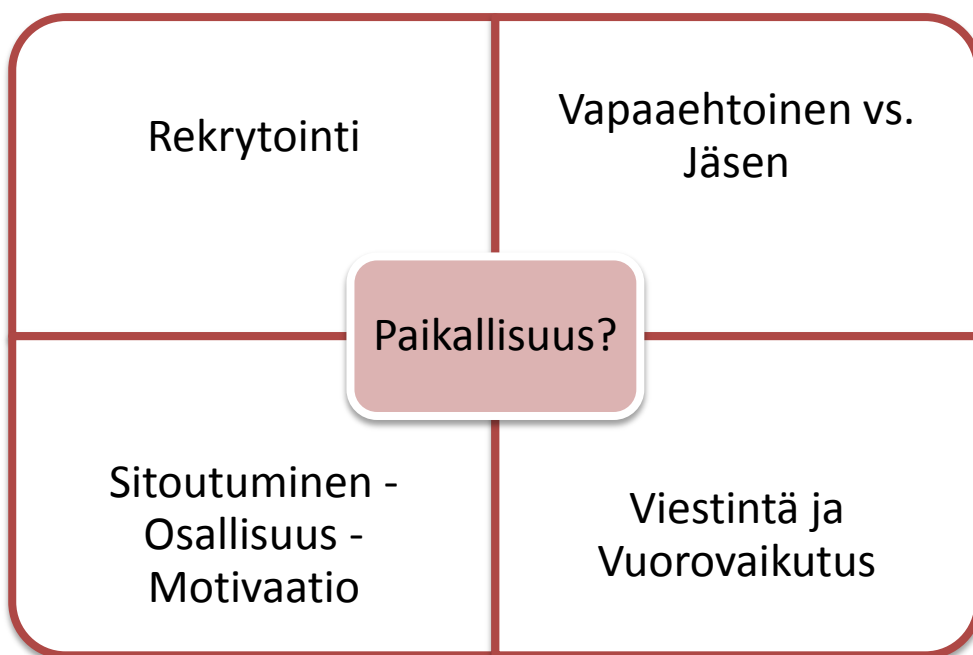 Rekrytointi
Vapaaehtoinen vs.
Jäsen
Paikallisuus?
Sitoutuminen -
Osallisuus -
Motivaatio
Viestintä ja
Vuorovaikutus